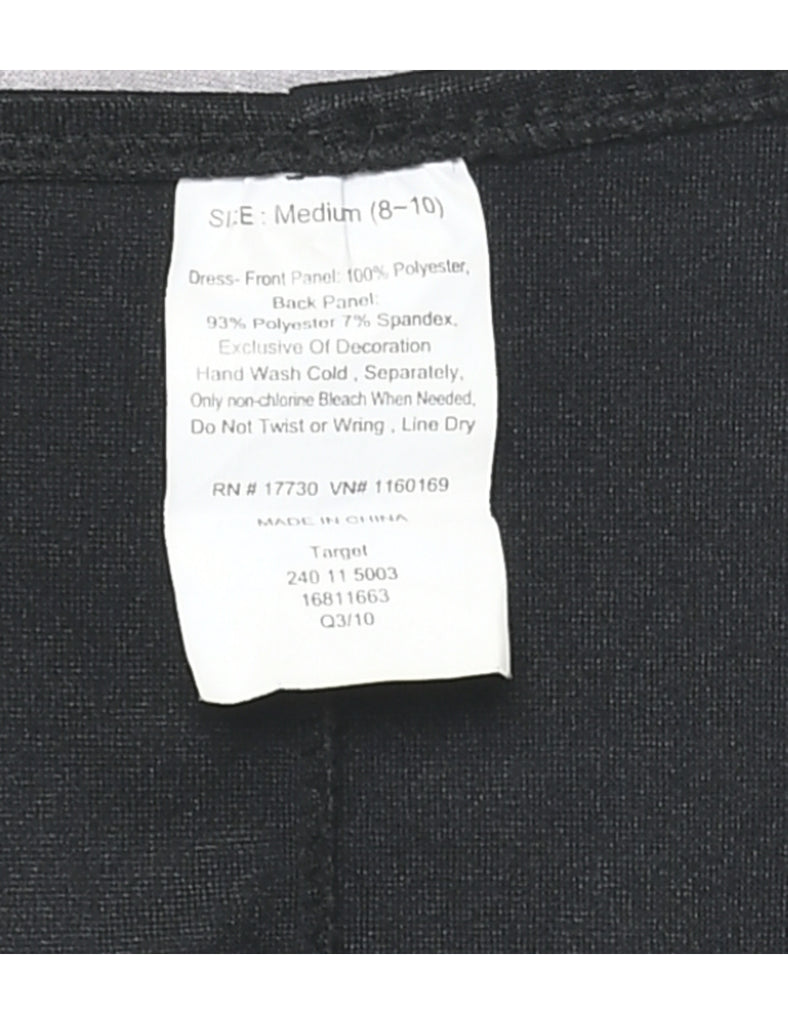 SIZE : Medium (8-10)
Dress- Front Panel: 100% Polyester,
Back Panel:
93% Polyester 7% Spandex.
Exclusive Of Decoration
Hand Wash Cold , Separately,
Only non-chlorine Bleach When Needed,
Do Not Twist or Wring , Line Dry
RN # 17730 VN# 1160169
MADE IN CHINA
Target
240 11 5003
16811663
Q3/10